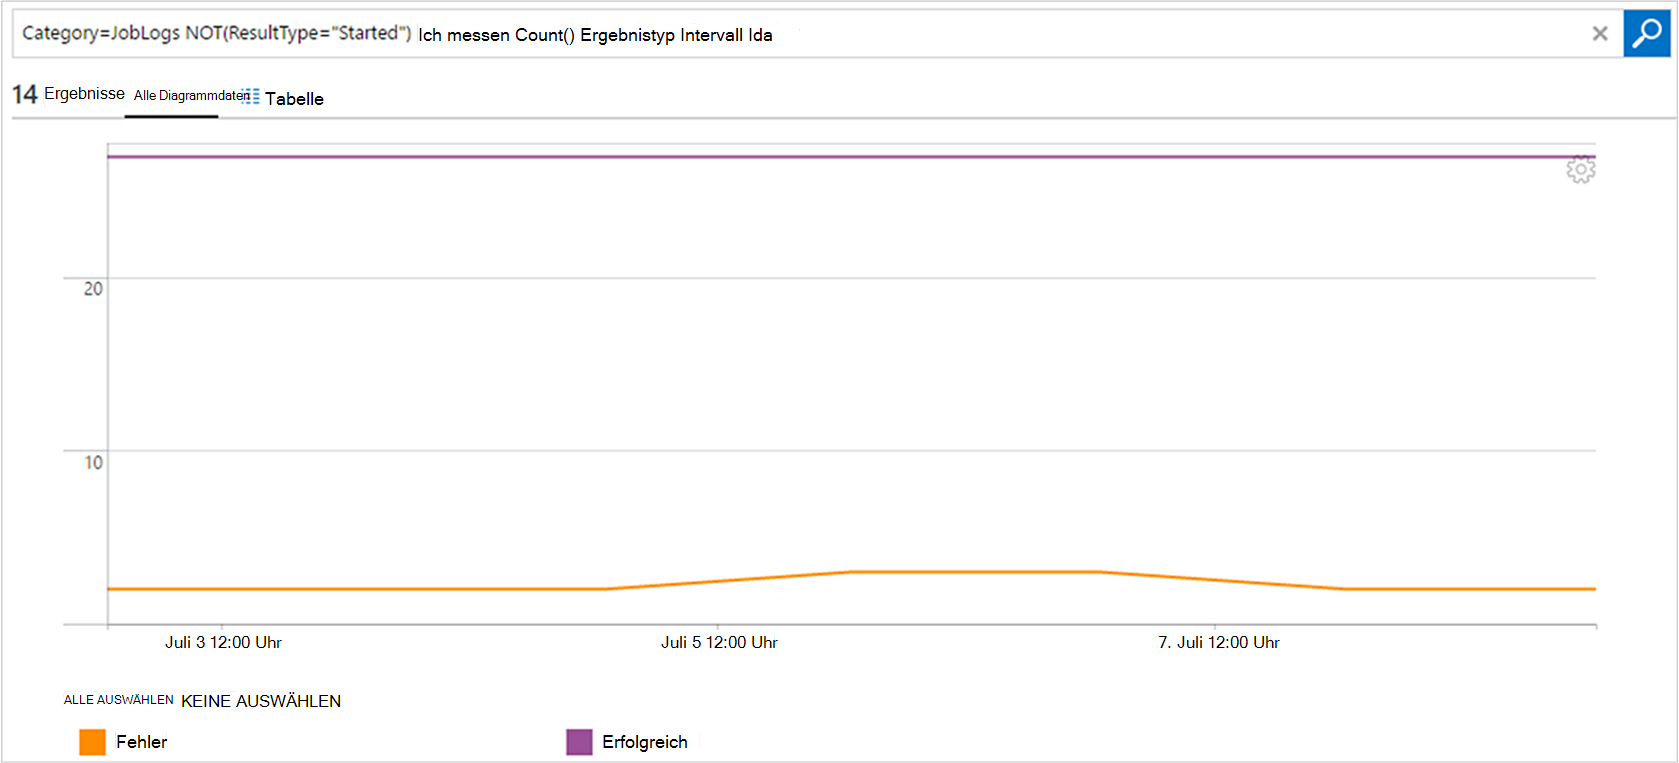 Category=JobLogs NOT(ResultType="Started") Ich messen Count() Ergebnistyp Intervall Ida
14 Ergebnisse Alle Diagrammdaten Tabelle
20
10
Juli 3 12:00 Uhr Juli 5 12:00 Uhr 7. Juli 12:00 Uhr
ALLE AUSWÄHLEN KEINE AUSWÄHLEN
Fehler Erfolgreich